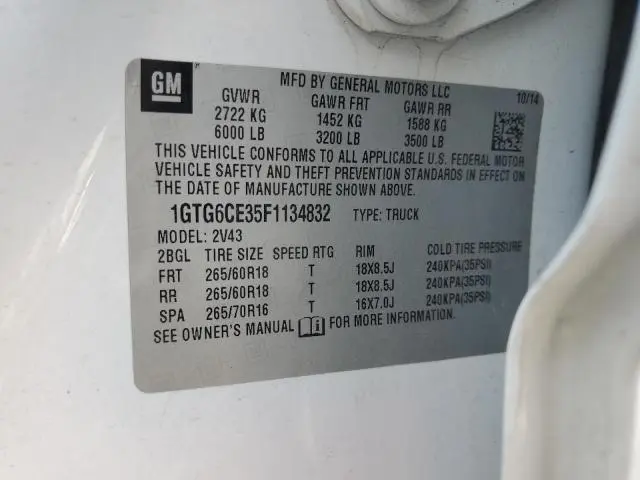 GM
MFD BY GENERAL MOTORS LLC
10/14
GVWR GAWR FRT GAWR RR
2722 KG 1452 KG 1588 KG
6000 LB 3200 LB 3500 LB
THIS VEHICLE CONFORMS TO ALL APPLICABLE U.S. FEDERAL MOTOR
VEHICLE SAFETY AND THEFT PREVENTION STANDARDS IN EFFECT ON
THE DATE OF MANUFACTURE SHOWN ABOVE.
1GTG6CE35F1134832 TYPE: TRUCK
MODEL: 2V43
2BGL TIRE SIZE SPEED RTG RIM COLD TIRE PRESSURE
FRT 265/60R18 T 18X8.5J 240KPA(35PSI)
RR 265/60R18 T 18X8.5J 240KPA(35PSI)
SPA 265/70R16 T 16X7.0J 240KPA(35PSI)
SEE OWNER'S MANUAL FOR MORE INFORMATION.